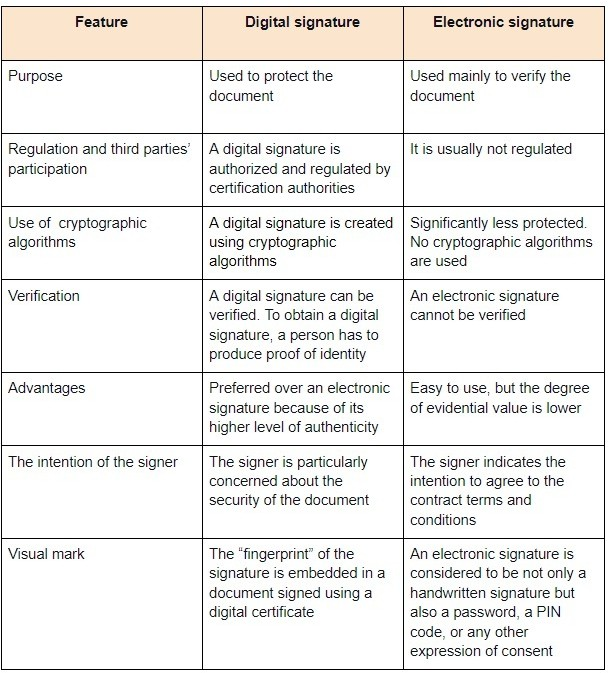 Feature
Digital signature
Electronic signature
Purpose
Used to protect the
document
Used mainly to verify the
document
Regulation and third parties’
participation
A digital signature is
authorized and regulated by
certification authorities
It is usually not regulated
Use of cryptographic
algorithms
A digital signature is created
using cryptographic
algorithms
Significantly less protected.
No cryptographic algorithms
are used
Verification
A digital signature can be
verified. To obtain a digital
signature, a person has to
produce proof of identity
An electronic signature
cannot be verified
Advantages
Preferred over an electronic
signature because of its
higher level of authenticity
Easy to use, but the degree
of evidential value is lower
The intention of the signer
The signer is particularly
concerned about the
security of the document
The signer indicates the
intention to agree to the
contract terms and
conditions
Visual mark
The “fingerprint” of the
signature is embedded in a
document signed using a
digital certificate
An electronic signature is
considered to be not only a
handwritten signature but
also a password, a PIN
code, or any other
expression of consent